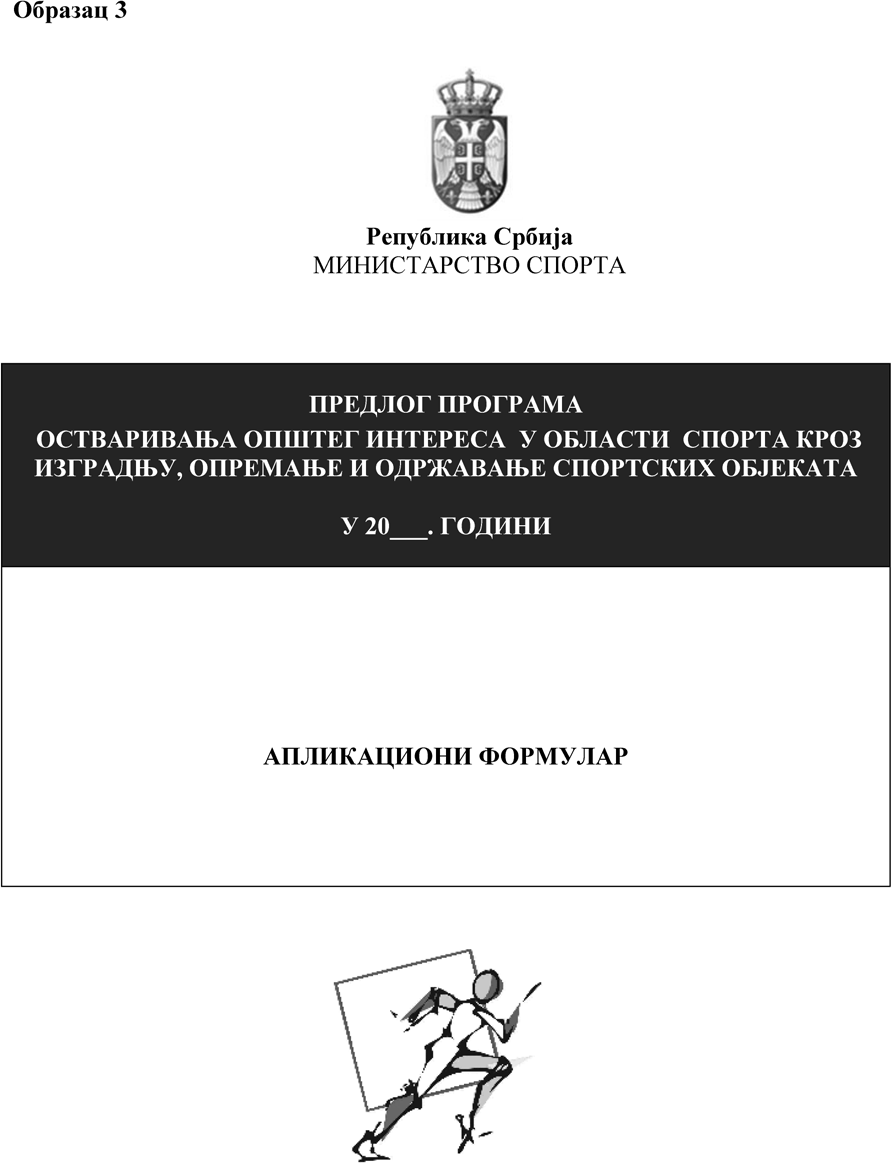 Образац 3
Република Србија
МИНИСТАРСТВО СПОРТА
ПРЕДЛОГ ПРОГРАМА
ОСТВАРИВАЊА ОПШТЕГ ИНТЕРЕСА У ОБЛАСТИ СПОРТА КРОЗ
ИЗГРАДЊУ, ОПРЕМАЊЕ И ОДРЖАВАЊЕ СПОРТСКИХ ОБЈЕКАТА
У 20___. ГОДИНИ
АПЛИКАЦИОНИ ФОРМУЛАР